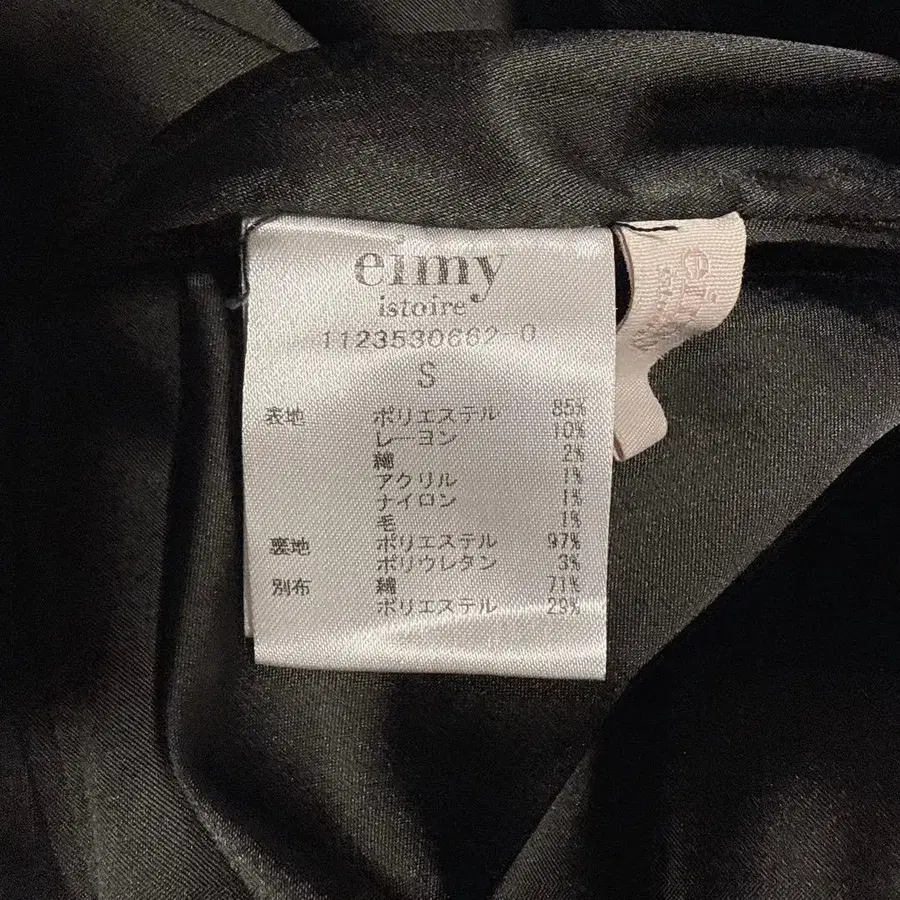 eimy
istoire
1123530662-0
S
表地 ポリエステル 85%
レーヨン 10%
綿 2%
アクリル 1%
ナイロン 1%
毛 1%
裏地 ポリエステル 97%
ポリウレタン 3%
別布 綿 71%
ポリエステル 29%